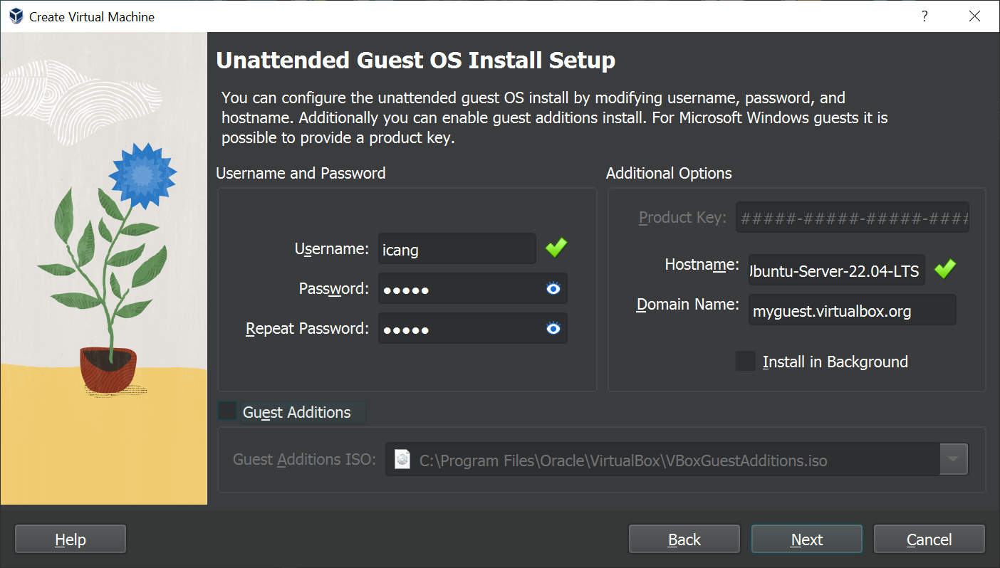 Create Virtual Machine
?
Unattended Guest OS Install Setup
You can configure the unattended guest OS install by modifying username, password, and
hostname. Additionally you can enable guest additions install. For Microsoft Windows guests it is
possible to provide a product key.
Username and Password
Username: icang
Password: ●●●●●
Repeat Password: ●●●●●
Additional Options
Product Key: #####-#####-#####-####
Hostname: Ubuntu-Server-22.04-LTS
Domain Name: myguest.virtualbox.org
Install in Background
Guest Additions
Guest Additions ISO: C:\Program Files\Oracle\VirtualBox\VBoxGuestAdditions.iso
Help
Back
Next
Cancel